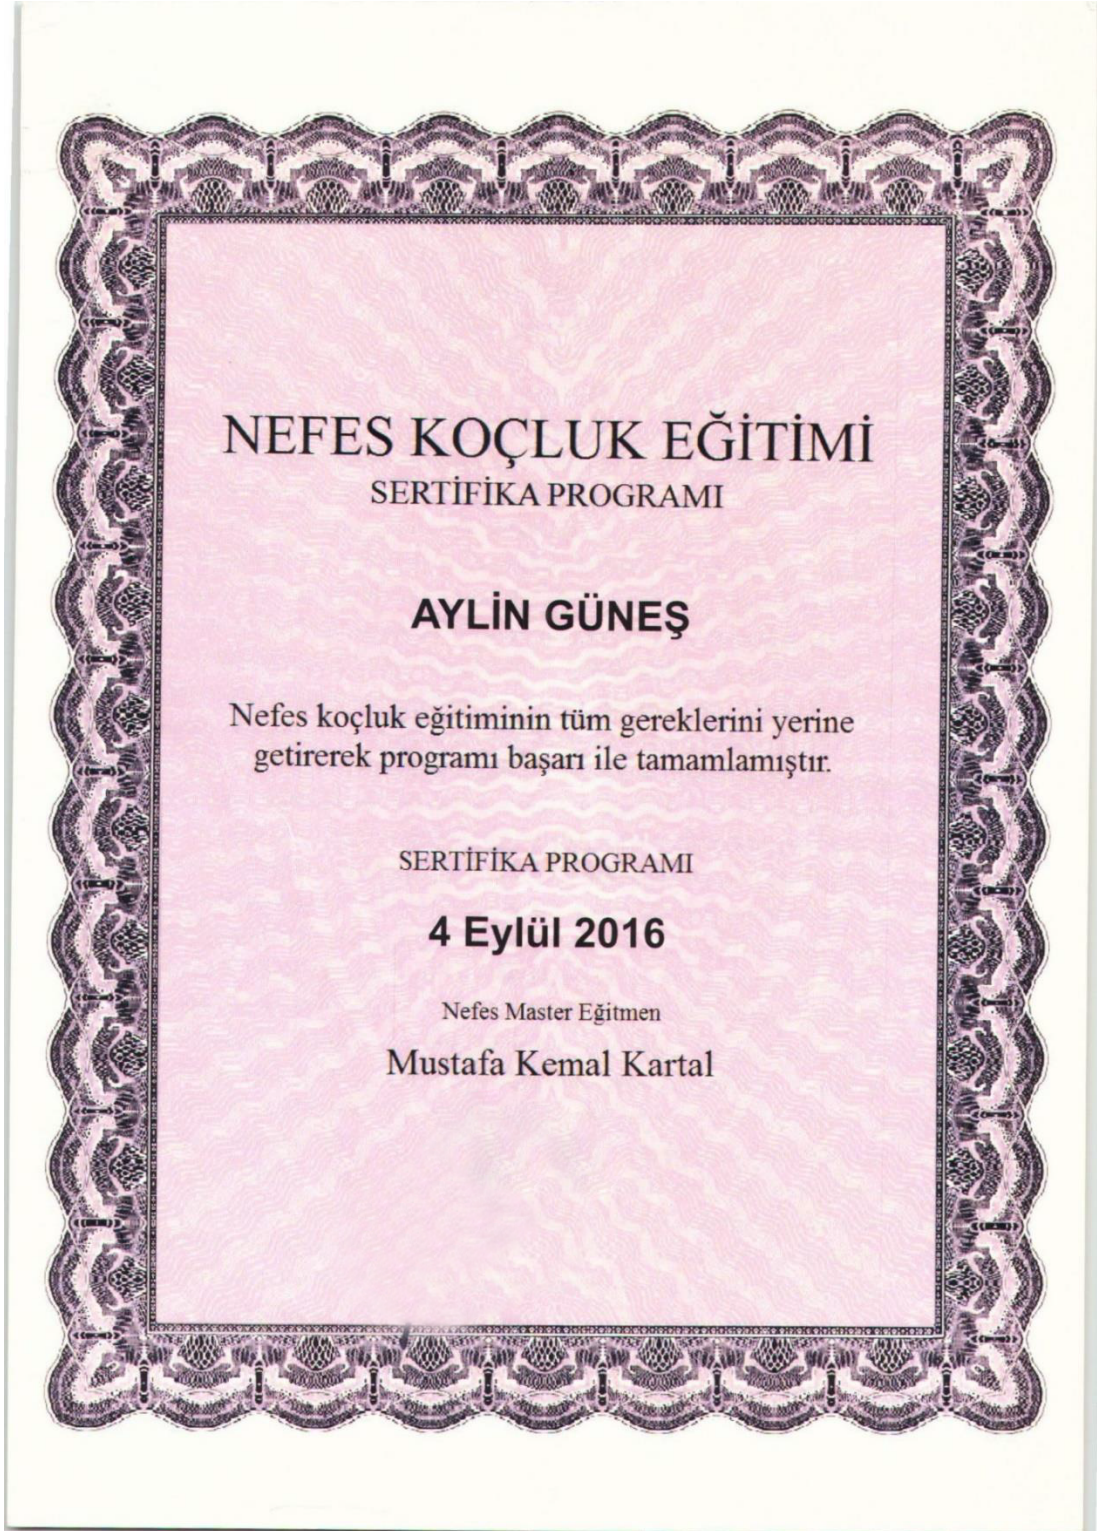 NEFES KOÇLUK EĞİTİMİ
SERTİFİKA PROGRAMI
AYLİN GÜNEŞ
Nefes koçluk eğitiminin tüm gereklerini yerine
getirerek programı başarı ile tamamlamıştır.
SERTİFİKA PROGRAMI
4 Eylül 2016
Nefes Master Eğitmen
Mustafa Kemal Kartal